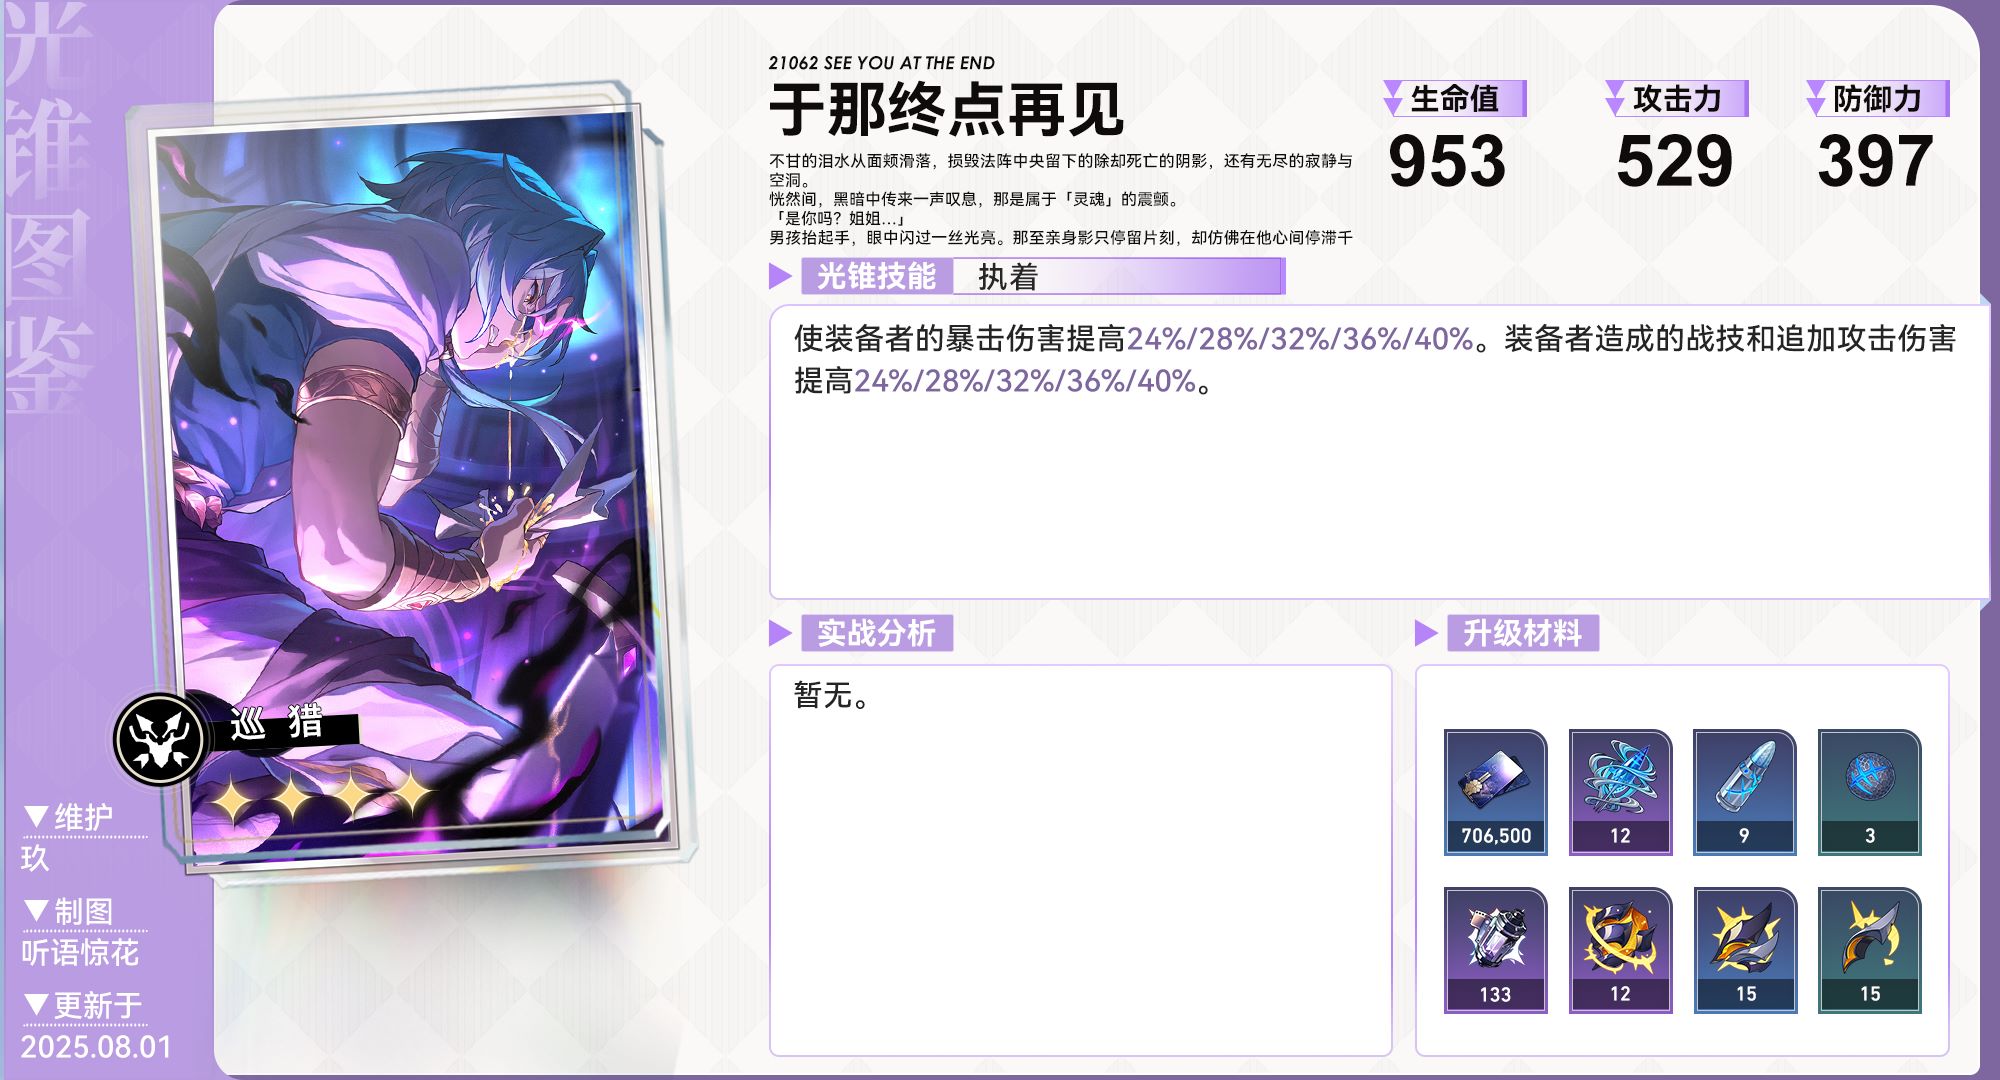 光锥图鉴
21062 SEE YOU AT THE END
于那终点再见
不甘的泪水从面颊滑落，损毁法阵中央留下的除却死亡的阴影，还有无尽的寂静与
空洞。
恍然间，黑暗中传来一声叹息，那是属于「灵魂」的震颤。
「是你吗？姐姐…」
男孩抬起手，眼中闪过一丝光亮。那至亲身影只停留片刻，却仿佛在他心间停滞千
生命值
953
攻击力
529
防御力
397
光锥技能 执着
使装备者的暴击伤害提高24%/28%/32%/36%/40%。装备者造成的战技和追加攻击伤害
提高24%/28%/32%/36%/40%。
巡猎
实战分析
暂无。
升级材料
706,500
12
9
3
133
12
15
15
▼维护
玖
▼制图
听语惊花
▼更新于
2025.08.01